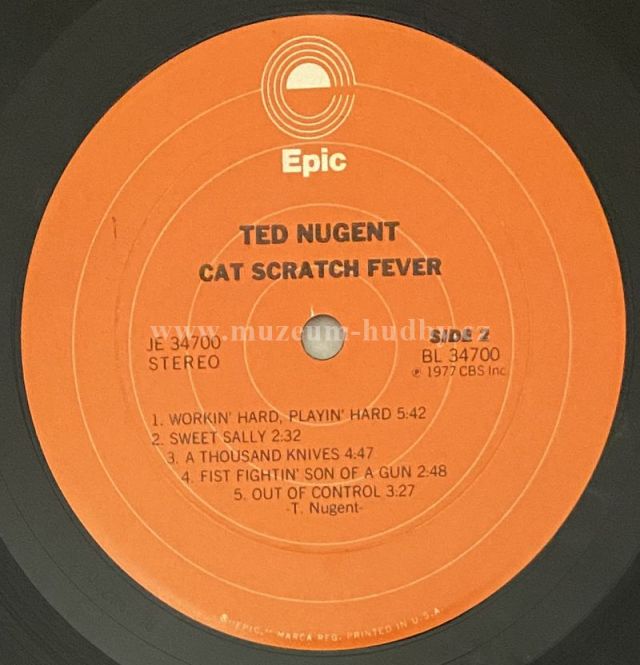 Epic
TED NUGENT
CAT SCRATCH FEVER
www.muzeum-hudby.cz
JE 34700
STEREO
SIDE 2
BL 34700
℗ 1977 CBS Inc.
1. WORKIN' HARD, PLAYIN' HARD 5:42
2. SWEET SALLY 2:32
3. A THOUSAND KNIVES 4:47
4. FIST FIGHTIN' SON OF A GUN 2:48
5. OUT OF CONTROL 3:27
-T. Nugent-
®"EPIC," MARCA REG. PRINTED IN U.S.A.